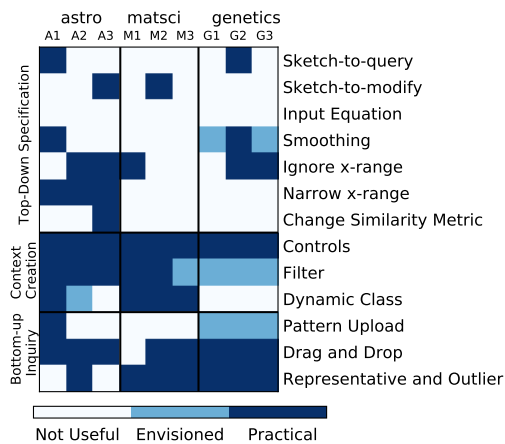 astro matsci genetics
A1 A2 A3 M1 M2 M3 G1 G2 G3
Top-Down Specification
Sketch-to-query
Sketch-to-modify
Input Equation
Smoothing
Ignore x-range
Narrow x-range
Change Similarity Metric
Context
Creation
Controls
Filter
Dynamic Class
Bottom-up
Inquiry
Pattern Upload
Drag and Drop
Representative and Outlier
Not Useful Envisioned Practical